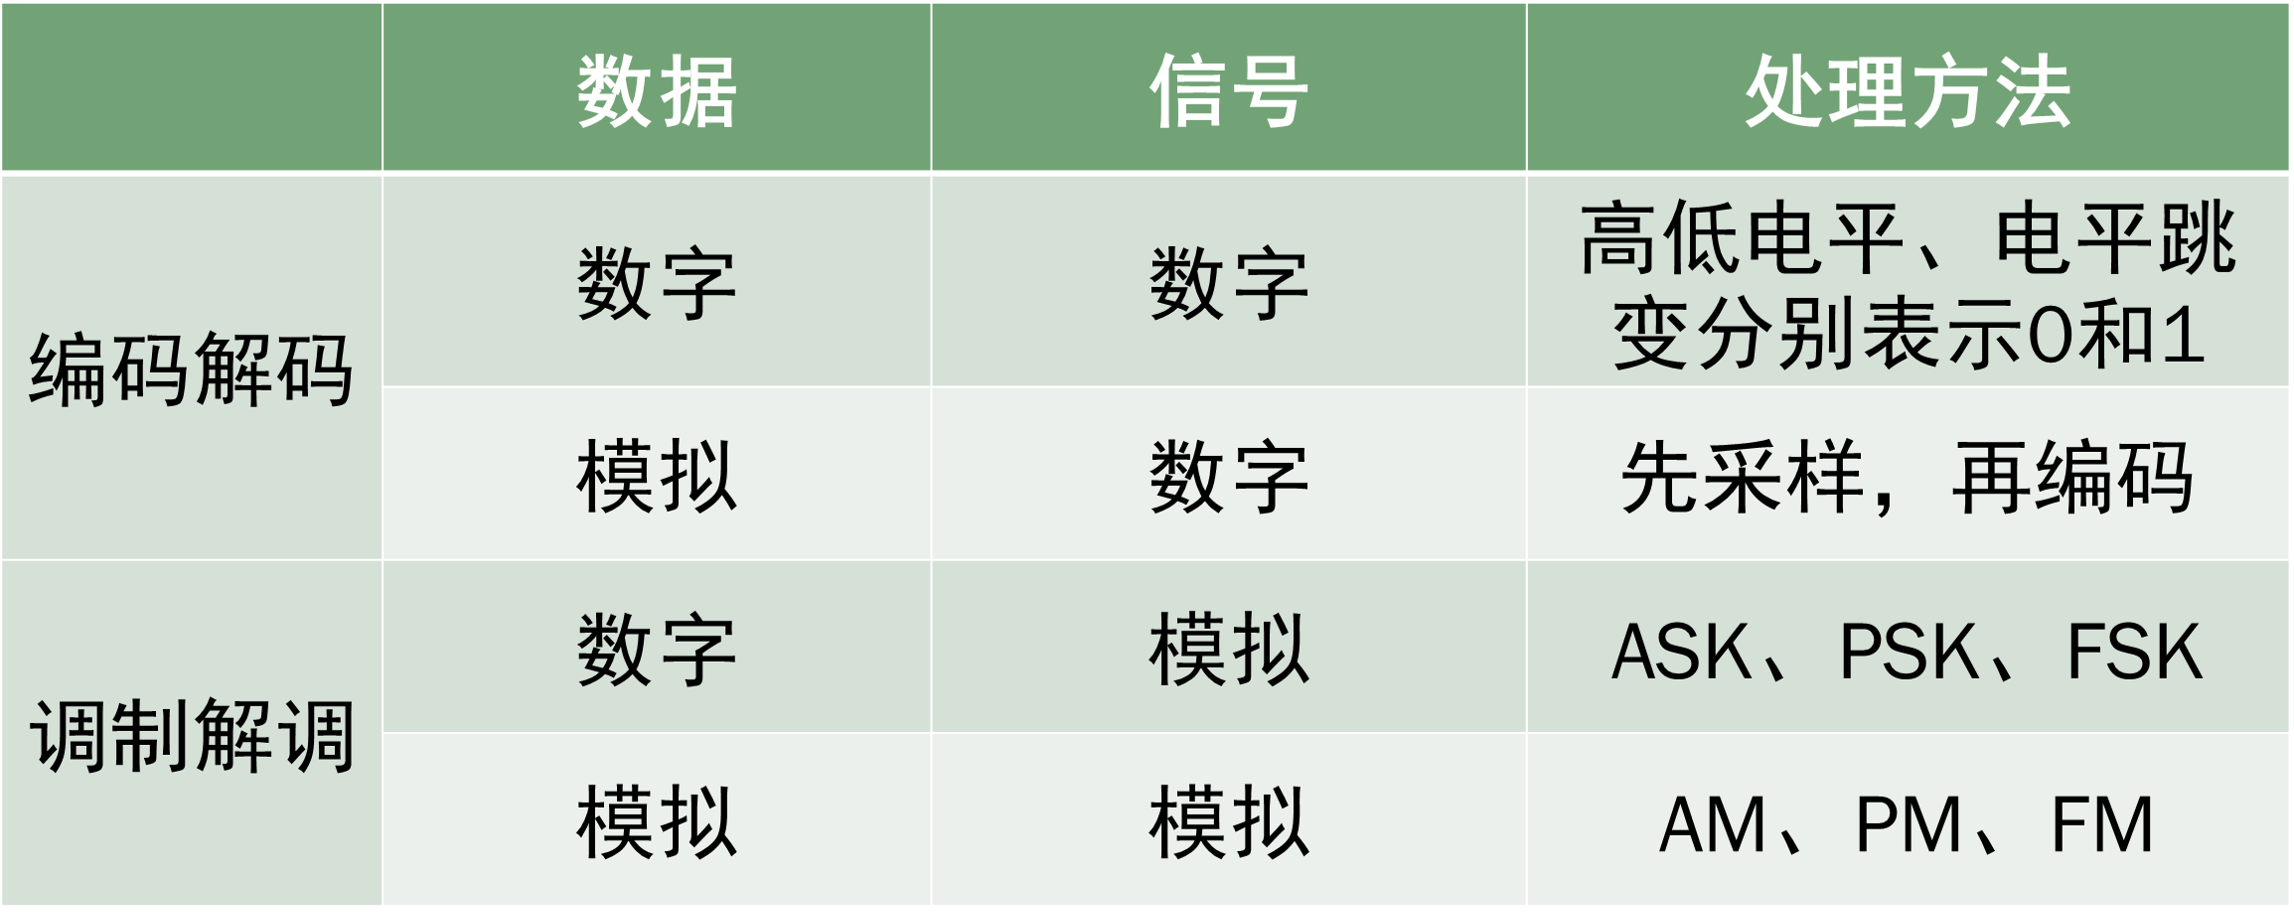 数据 信号 处理方法
编码解码
数字 数字 高低电平、电平跳
变分别表示0和1
模拟 数字 先采样，再编码
调制解调
数字 模拟 ASK、PSK、FSK
模拟 模拟 AM、PM、FM